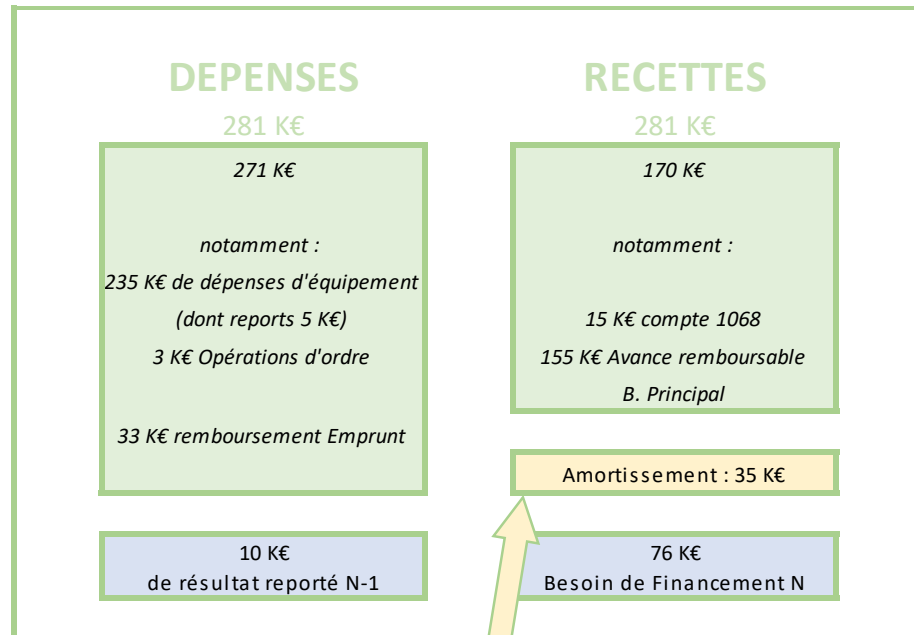 DEPENSES
281 K€
271 K€
notamment :
235 K€ de dépenses d'équipement
(dont reports 5 K€)
3 K€ Opérations d'ordre
33 K€ remboursement Emprunt
10 K€
de résultat reporté N-1
RECETTES
281 K€
170 K€
notamment :
15 K€ compte 1068
155 K€ Avance remboursable
B. Principal
Amortissement : 35 K€
76 K€
Besoin de Financement N